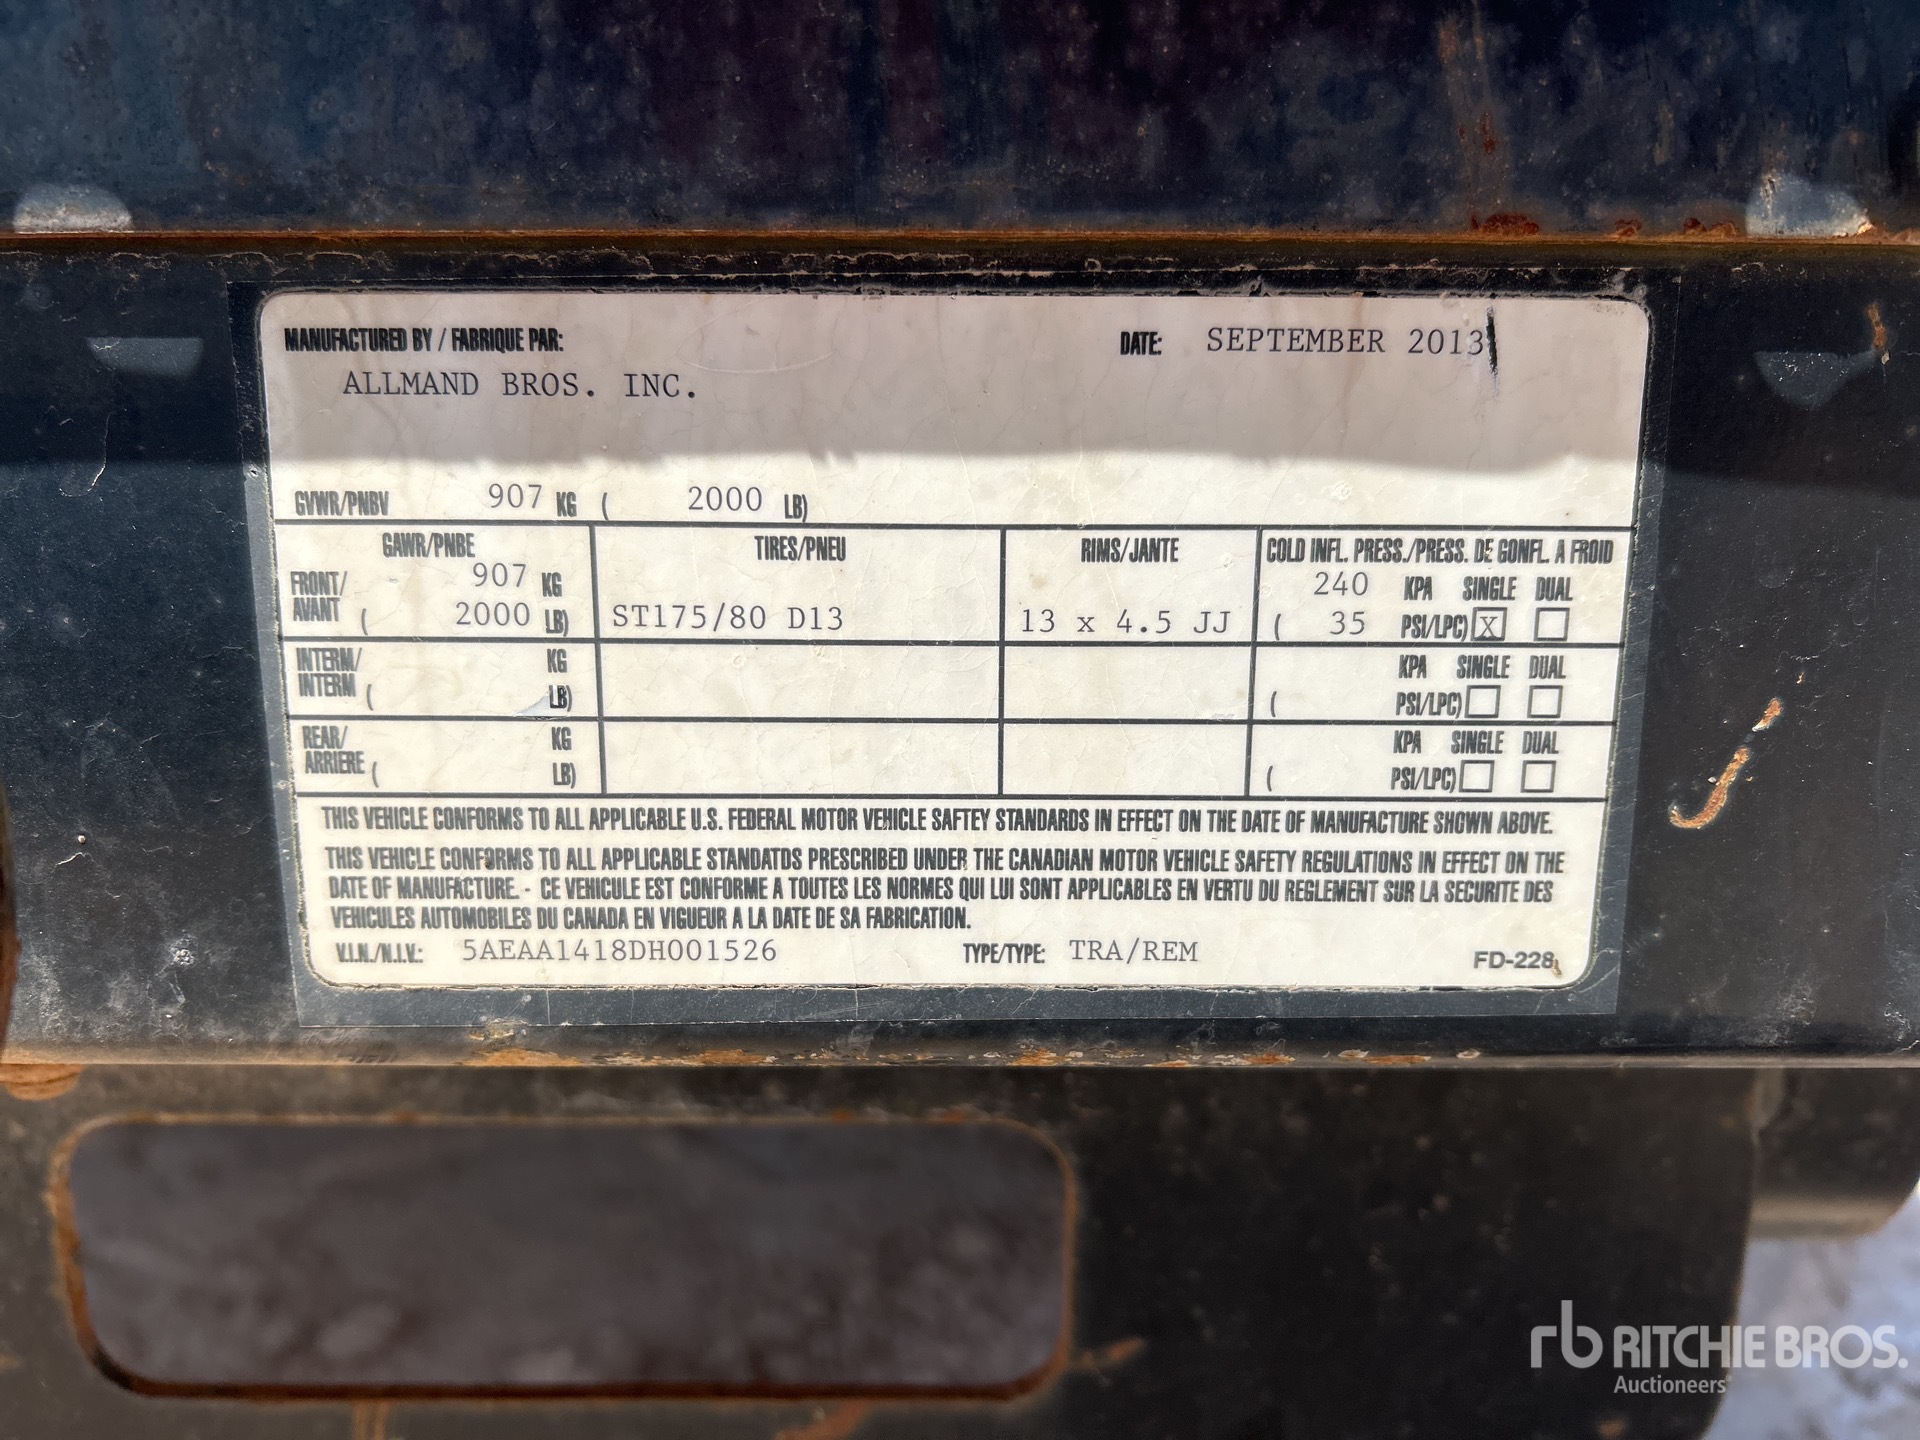 MANUFACTURED BY / FABRIQUE PAR: DATE: SEPTEMBER 2013
ALLMAND BROS. INC.
GVWR/PNBV 907 KG ( 2000 LB)
GAWR/PNBE TIRES/PNEU RIMS/JANTE COLD INFL. PRESS./PRESS. DE GONFL. A FROID
FRONT/ 907 KG 240 KPA SINGLE DUAL
AVANT ( 2000 LB) ST175/80 D13 13 x 4.5 JJ ( 35 PSI/LPC) X
INTERM/ KG KPA SINGLE DUAL
INTERM ( LB) ( PSI/LPC)
REAR/ KG KPA SINGLE DUAL
ARRIERE ( LB) ( PSI/LPC)
THIS VEHICLE CONFORMS TO ALL APPLICABLE U.S. FEDERAL MOTOR VEHICLE SAFTEY STANDARDS IN EFFECT ON THE DATE OF MANUFACTURE SHOWN ABOVE.
THIS VEHICLE CONFORMS TO ALL APPLICABLE STANDATDS PRESCRIBED UNDER THE CANADIAN MOTOR VEHICLE SAFETY REGULATIONS IN EFFECT ON THE
DATE OF MANUFACTURE. - CE VEHICULE EST CONFORME A TOUTES LES NORMES QUI LUI SONT APPLICABLES EN VERTU DU REGLEMENT SUR LA SECURITE DES
VEHICULES AUTOMOBILES DU CANADA EN VIGUEUR A LA DATE DE SA FABRICATION.
V.I.N./N.I.V.: 5AEAA1418DH001526 TYPE/TYPE: TRA/REM FD-228
rb RITCHIE BROS.
Auctioneers